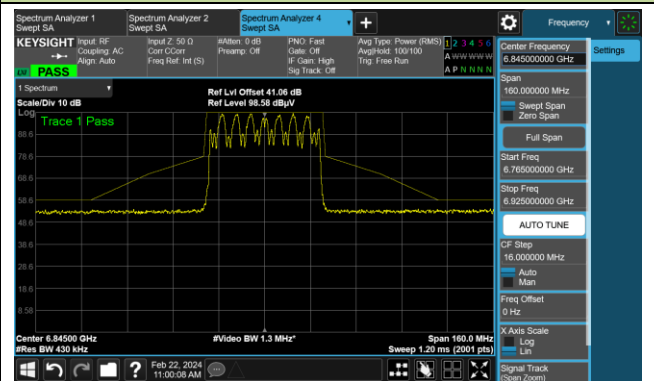 Spectrum Analyzer 1
Swept SA
Spectrum Analyzer 2
Swept SA
Spectrum Analyzer 4
Swept SA
Frequency
KEYSIGHT
Input: RF
Coupling: AC
Align: Auto
Input Z: 50 Ω
Corr CCorr
Freq Ref: Int (S)
#Atten: 0 dB
Preamp: Off
PNO: Fast
Gate: Off
IF Gain: High
Sig Track: Off
Avg Type: Power (RMS)
Avg|Hold: 100/100
Trig: Free Run
1 2 3 4 5 6
A W W W W W
A P N N N N
PASS
1 Spectrum
Scale/Div 10 dB
Ref Lvl Offset 41.06 dB
Ref Level 98.58 dBµV
Log
Trace 1 Pass
88.6
78.6
68.6
58.6
48.6
38.6
28.6
18.6
8.58
Center 6.84500 GHz
#Res BW 430 kHz
#Video BW 1.3 MHz*
Span 160.0 MHz
Sweep 1.20 ms (2001 pts)
Feb 22, 2024
11:00:08 AM
Center Frequency
6.845000000 GHz
Settings
Span
160.000000 MHz
Swept Span
Zero Span
Full Span
Start Freq
6.765000000 GHz
Stop Freq
6.925000000 GHz
AUTO TUNE
CF Step
16.000000 MHz
Auto
Man
Freq Offset
0 Hz
X Axis Scale
Log
Lin
Signal Track
(Span Zoom)